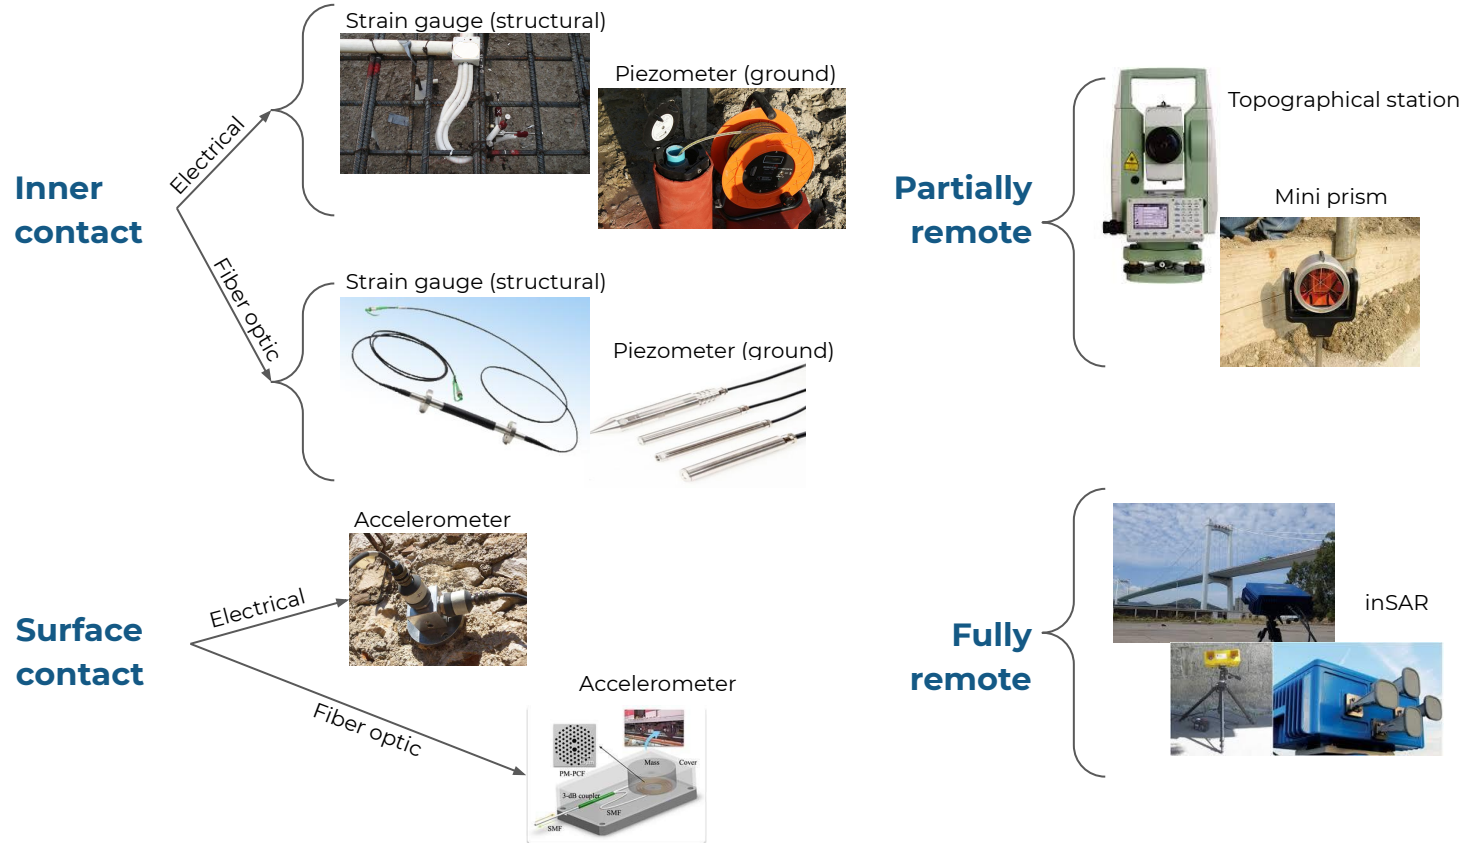 Inner
contact
Electrical
Strain gauge (structural)
Piezometer (ground)
Fiber optic
Strain gauge (structural)
Piezometer (ground)
Surface
contact
Electrical
Accelerometer
Fiber optic
Accelerometer
PM-PCF
Mass
Cover
3-dB coupler
SMF
SMF
Partially
remote
Topographical station
Mini prism
Fully
remote
inSAR